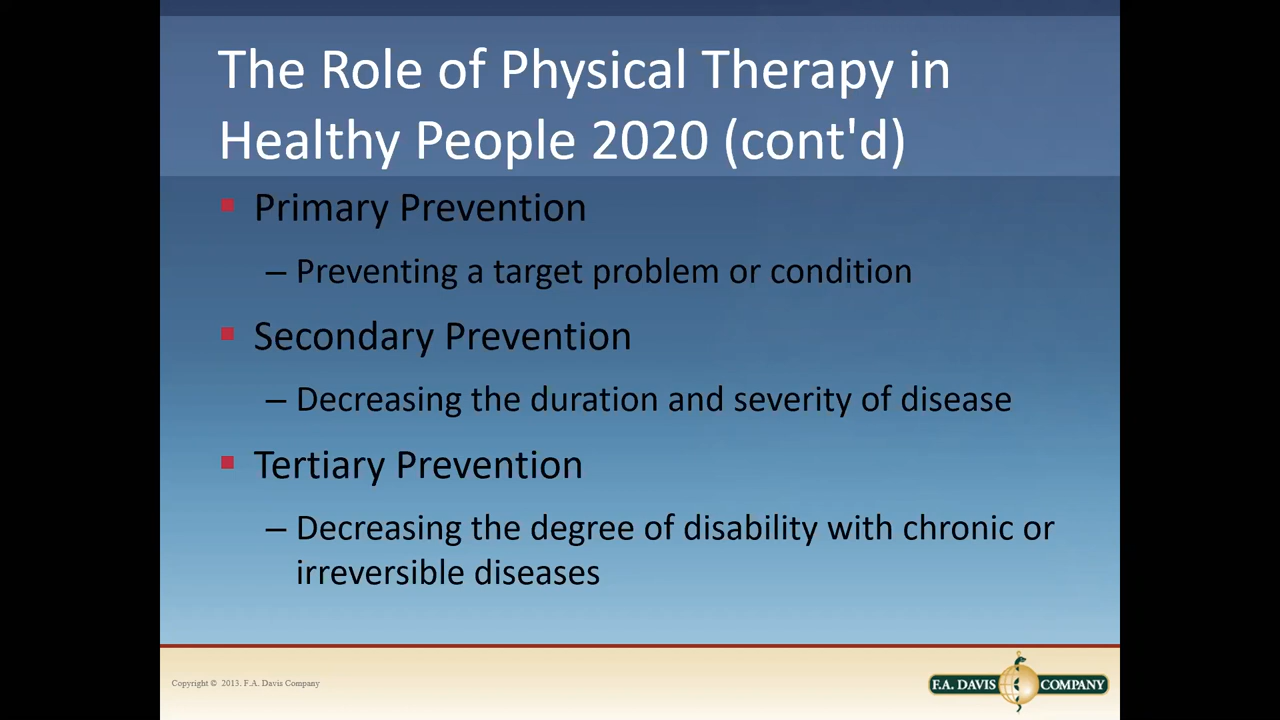 The Role of Physical Therapy in
Healthy People 2020 (cont'd)
▪ Primary Prevention
– Preventing a target problem or condition
▪ Secondary Prevention
– Decreasing the duration and severity of disease
▪ Tertiary Prevention
– Decreasing the degree of disability with chronic or
irreversible diseases
Copyright © 2013. F.A. Davis Company
F.A. DAVIS COMPANY